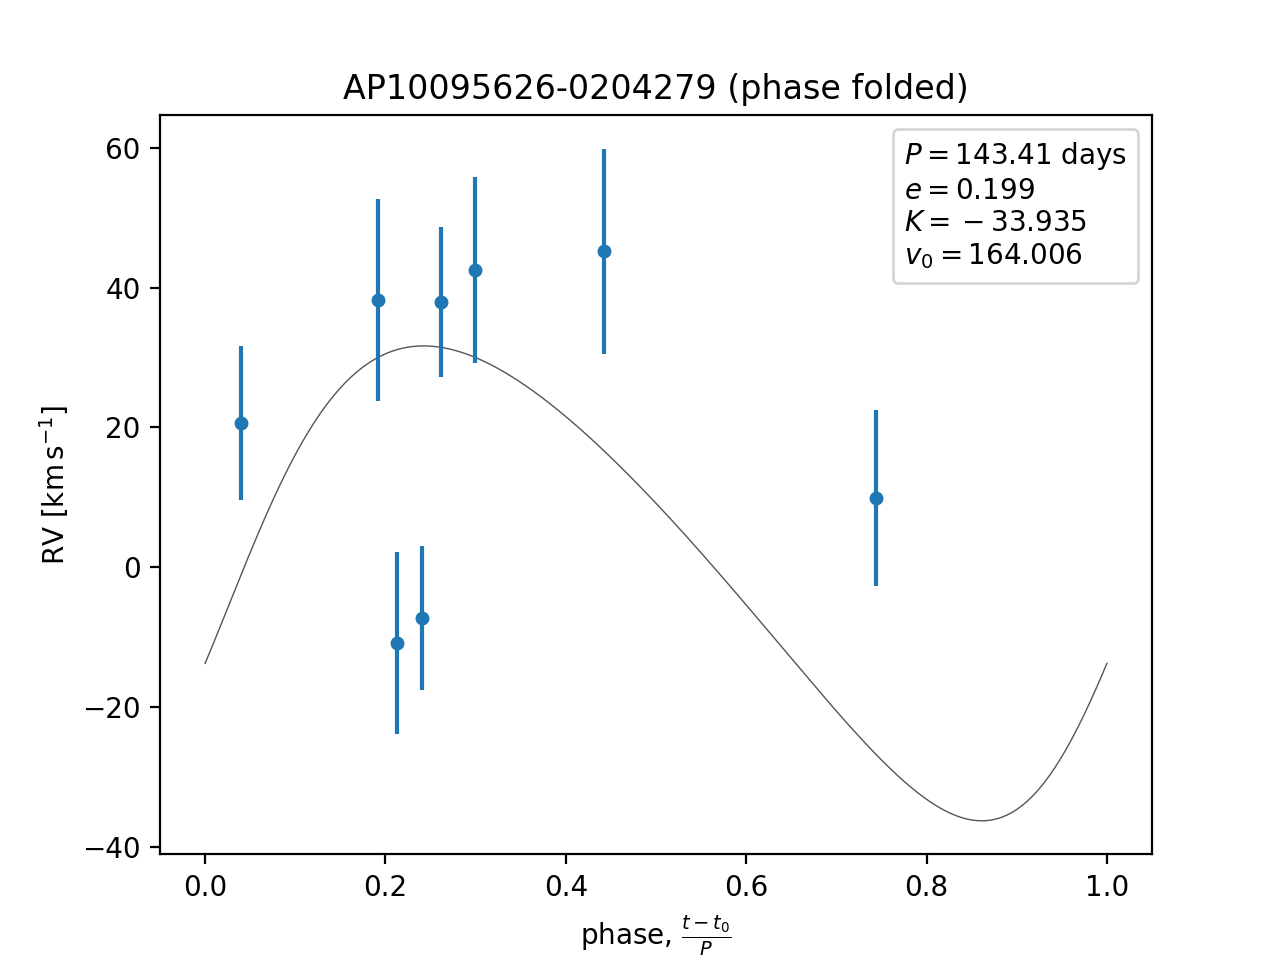 AP10095626-0204279 (phase folded)
P = 143.41 days
e = 0.199
K = −33.935
v₀ = 164.006
60
40
20
0
−20
−40
RV [km s⁻¹]
0.0 0.2 0.4 0.6 0.8 1.0
phase, (t − t₀)/P